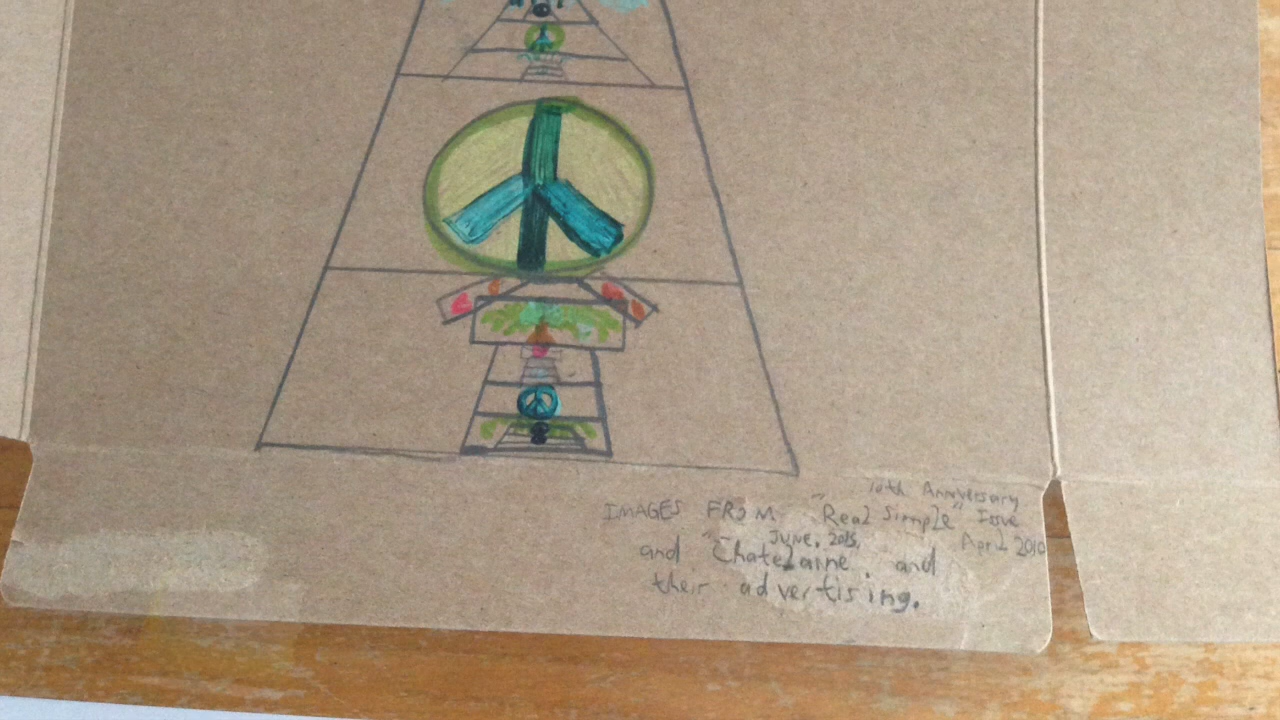 10th Anniversary
IMAGES FROM "Real Simple" Issue
JUNE, 2015, April 2010
and "Chatelaine, and
their advertising.